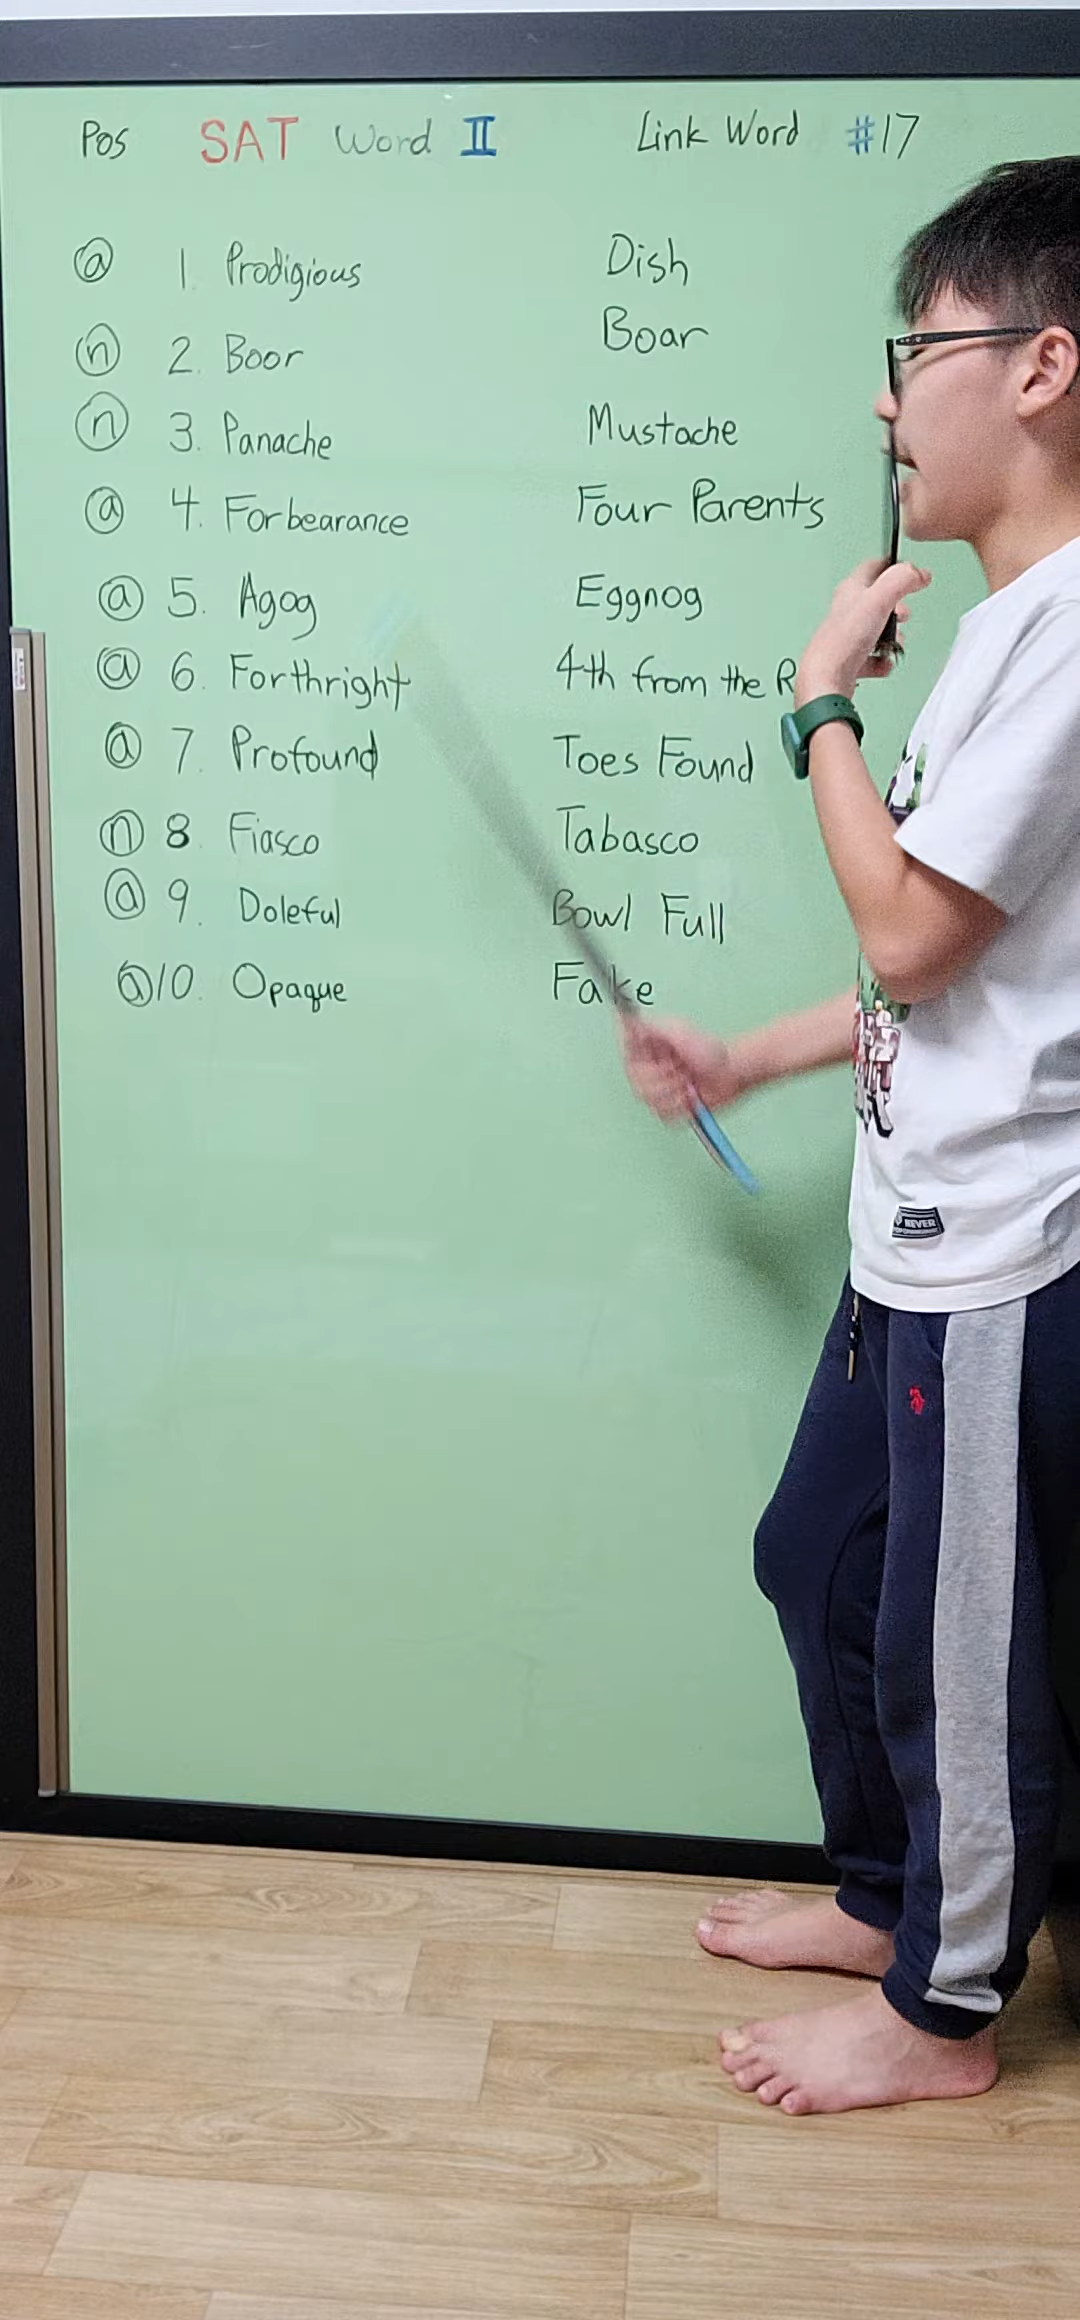 Pos SAT Word II Link Word #17
ⓐ 1. Prodigious Dish
ⓝ 2. Boor Boar
ⓝ 3. Panache Mustache
ⓐ 4. Forbearance Four Parents
ⓐ 5. Agog Eggnog
ⓐ 6. Forthright 4th from the R
ⓐ 7. Profound Toes Found
ⓝ 8. Fiasco Tabasco
ⓐ 9. Doleful Bowl Full
ⓐ 10. Opaque Fake
NEVER